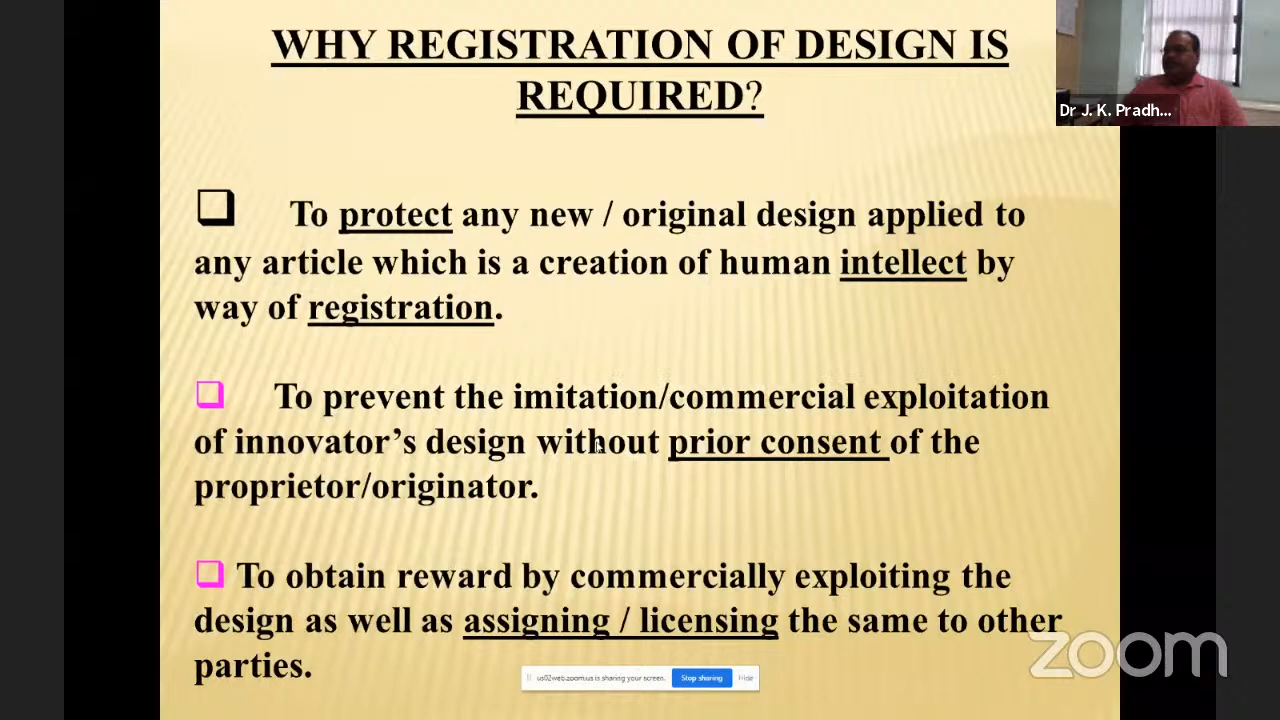 WHY REGISTRATION OF DESIGN IS
REQUIRED?
Dr J. K. Pradh...
To protect any new / original design applied to
any article which is a creation of human intellect by
way of registration.
To prevent the imitation/commercial exploitation
of innovator's design without prior consent of the
proprietor/originator.
To obtain reward by commercially exploiting the
design as well as assigning / licensing the same to other
parties.
zoom
us02web.zoom.us is sharing your screen. Stop sharing Hide